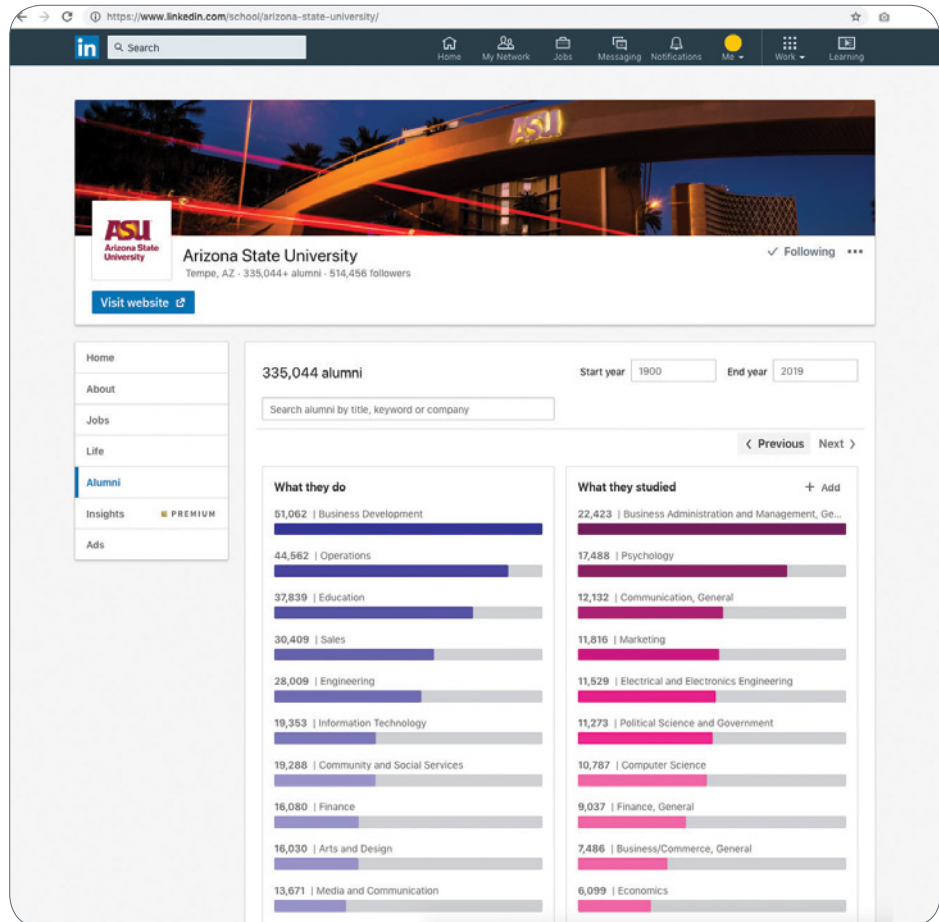 https://www.linkedin.com/school/arizona-state-university/
in Search Home My Network Jobs Messaging Notifications Me Work Learning
ASU
ASU
Arizona State
University
Arizona State University
Following
Tempe, AZ · 335,044+ alumni · 514,456 followers
Visit website
Home
About
Jobs
Life
Alumni
Insights PREMIUM
Ads
335,044 alumni
Start year 1900 End year 2019
Search alumni by title, keyword or company
Previous Next
What they do
51,062 | Business Development
44,562 | Operations
37,839 | Education
30,409 | Sales
28,009 | Engineering
19,353 | Information Technology
19,288 | Community and Social Services
16,080 | Finance
16,030 | Arts and Design
13,671 | Media and Communication
What they studied + Add
22,423 | Business Administration and Management, Ge...
17,488 | Psychology
12,132 | Communication, General
11,816 | Marketing
11,529 | Electrical and Electronics Engineering
11,273 | Political Science and Government
10,787 | Computer Science
9,037 | Finance, General
7,486 | Business/Commerce, General
6,099 | Economics